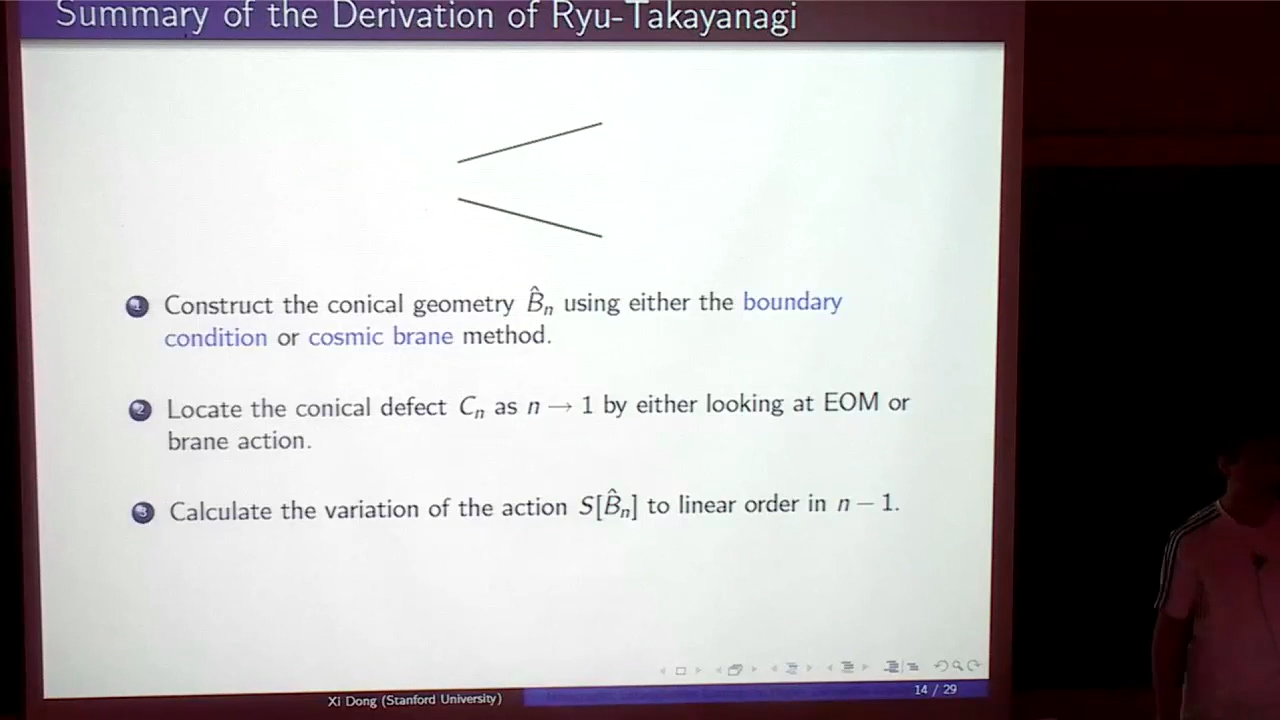 Summary of the Derivation of Ryu-Takayanagi
1 Construct the conical geometry B̂ₙ using either the boundary
condition or cosmic brane method.
2 Locate the conical defect Cₙ as n → 1 by either looking at EOM or
brane action.
3 Calculate the variation of the action S[B̂ₙ] to linear order in n − 1.
Xi Dong (Stanford University)
14 / 29